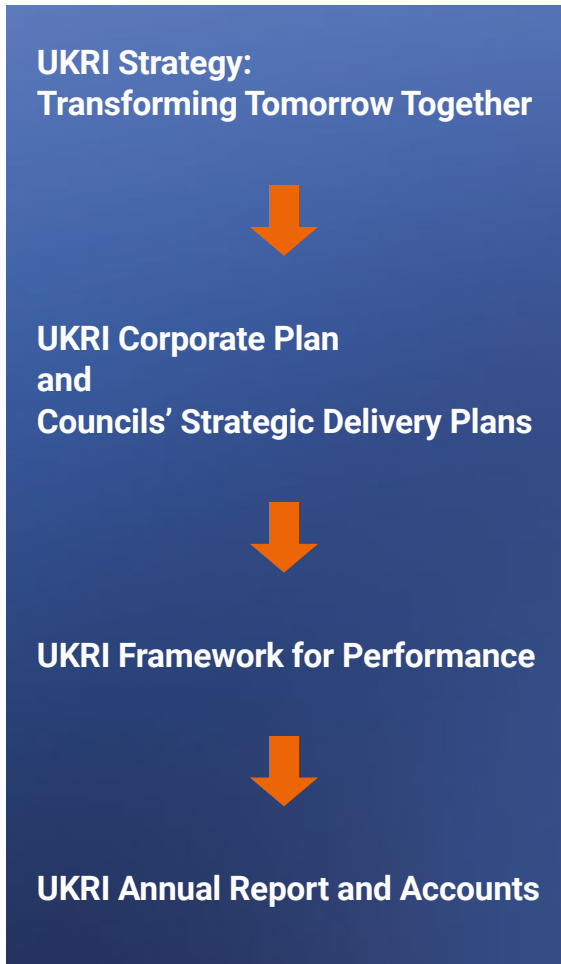 UKRI Strategy:
Transforming Tomorrow Together
UKRI Corporate Plan
and
Councils’ Strategic Delivery Plans
UKRI Framework for Performance
UKRI Annual Report and Accounts